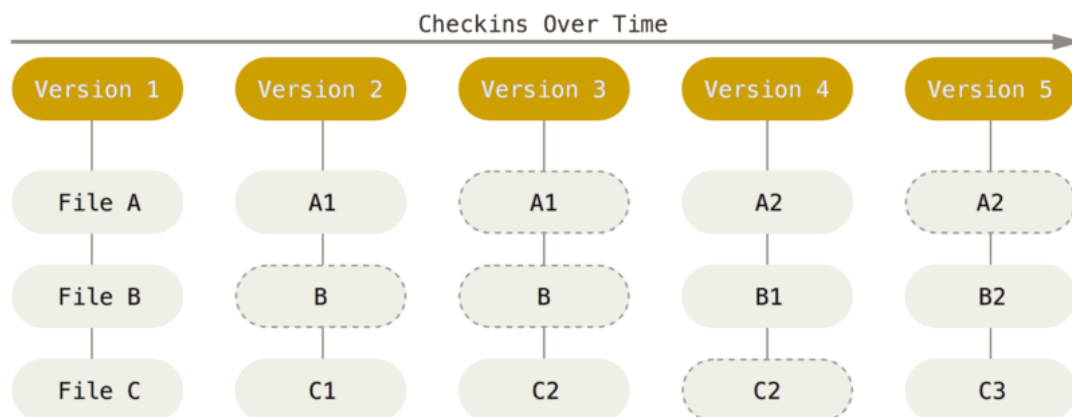 Checkins Over Time
Version 1 Version 2 Version 3 Version 4 Version 5
File A A1 A1 A2 A2
File B B B B1 B2
File C C1 C2 C2 C3